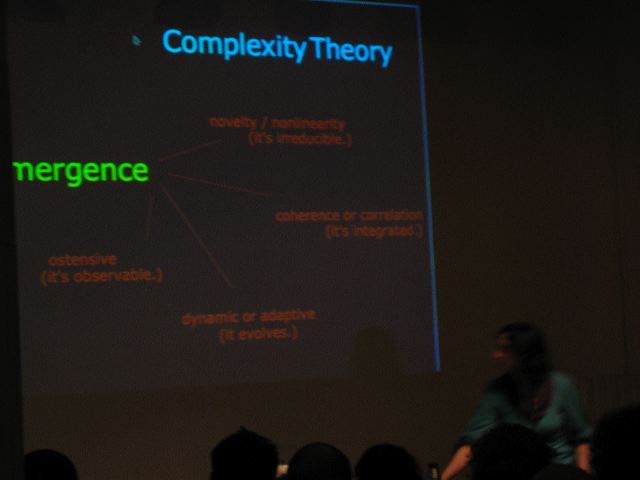 Complexity Theory
novelty / nonlinearity
(it's irreducible.)
mergence
coherence or correlation
(it's integrated.)
ostensive
(it's observable.)
dynamic or adaptive
(it evolves.)